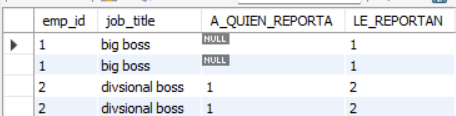 emp_id job_title A_QUIEN_REPORTA LE_REPORTAN
1 big boss NULL 1
1 big boss NULL 1
2 divsional boss 1 2
2 divsional boss 1 2